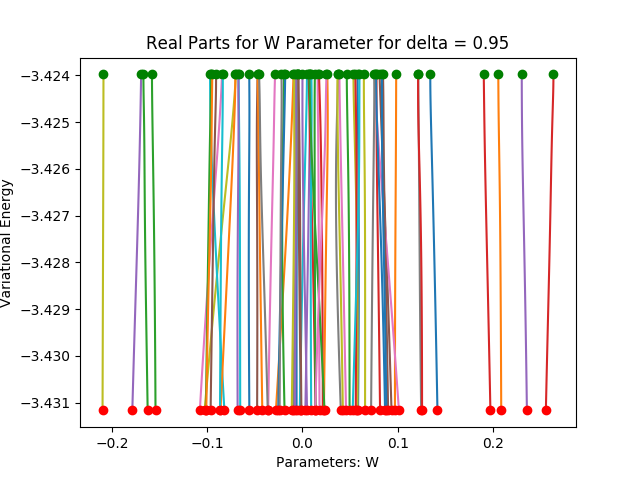 Real Parts for W Parameter for delta = 0.95
Variational Energy
−3.424
−3.425
−3.426
−3.427
−3.428
−3.429
−3.430
−3.431
−0.2 −0.1 0.0 0.1 0.2
Parameters: W